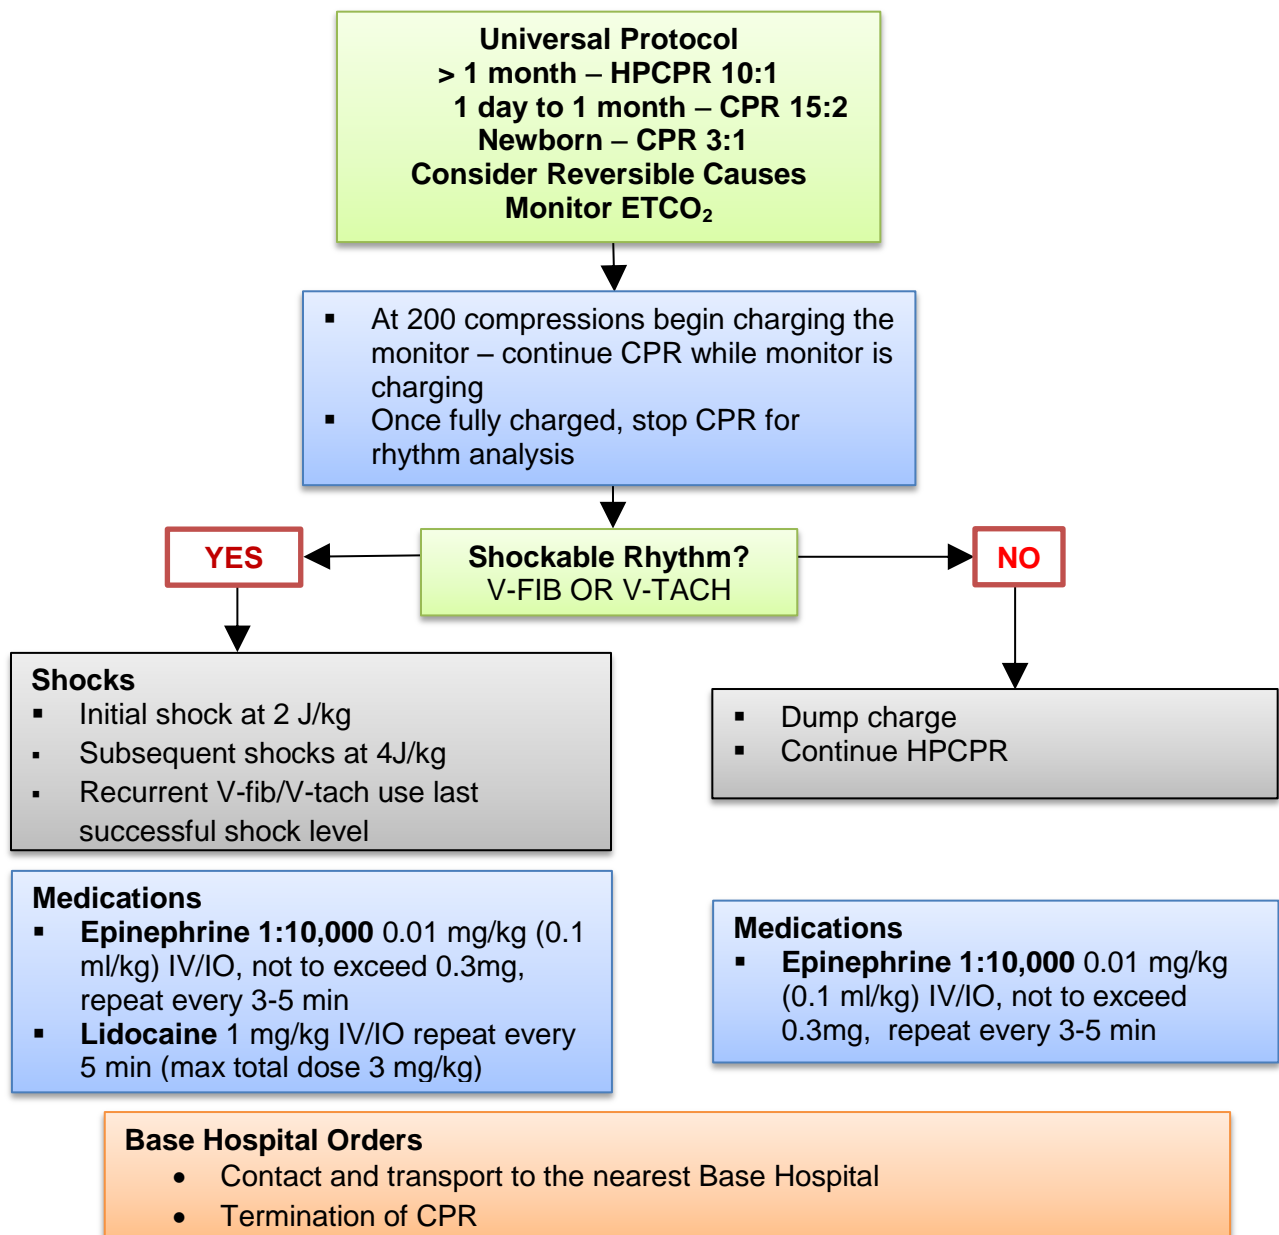 Universal Protocol
> 1 month – HPCPR 10:1
1 day to 1 month – CPR 15:2
Newborn – CPR 3:1
Consider Reversible Causes
Monitor ETCO₂
▪ At 200 compressions begin charging the
monitor – continue CPR while monitor is
charging
▪ Once fully charged, stop CPR for
rhythm analysis
YES
Shockable Rhythm?
V-FIB OR V-TACH
NO
Shocks
▪ Initial shock at 2 J/kg
▪ Subsequent shocks at 4J/kg
▪ Recurrent V-fib/V-tach use last
successful shock level
▪ Dump charge
▪ Continue HPCPR
Medications
▪ Epinephrine 1:10,000 0.01 mg/kg (0.1
ml/kg) IV/IO, not to exceed 0.3mg,
repeat every 3-5 min
▪ Lidocaine 1 mg/kg IV/IO repeat every
5 min (max total dose 3 mg/kg)
Medications
▪ Epinephrine 1:10,000 0.01 mg/kg
(0.1 ml/kg) IV/IO, not to exceed
0.3mg, repeat every 3-5 min
Base Hospital Orders
• Contact and transport to the nearest Base Hospital
• Termination of CPR